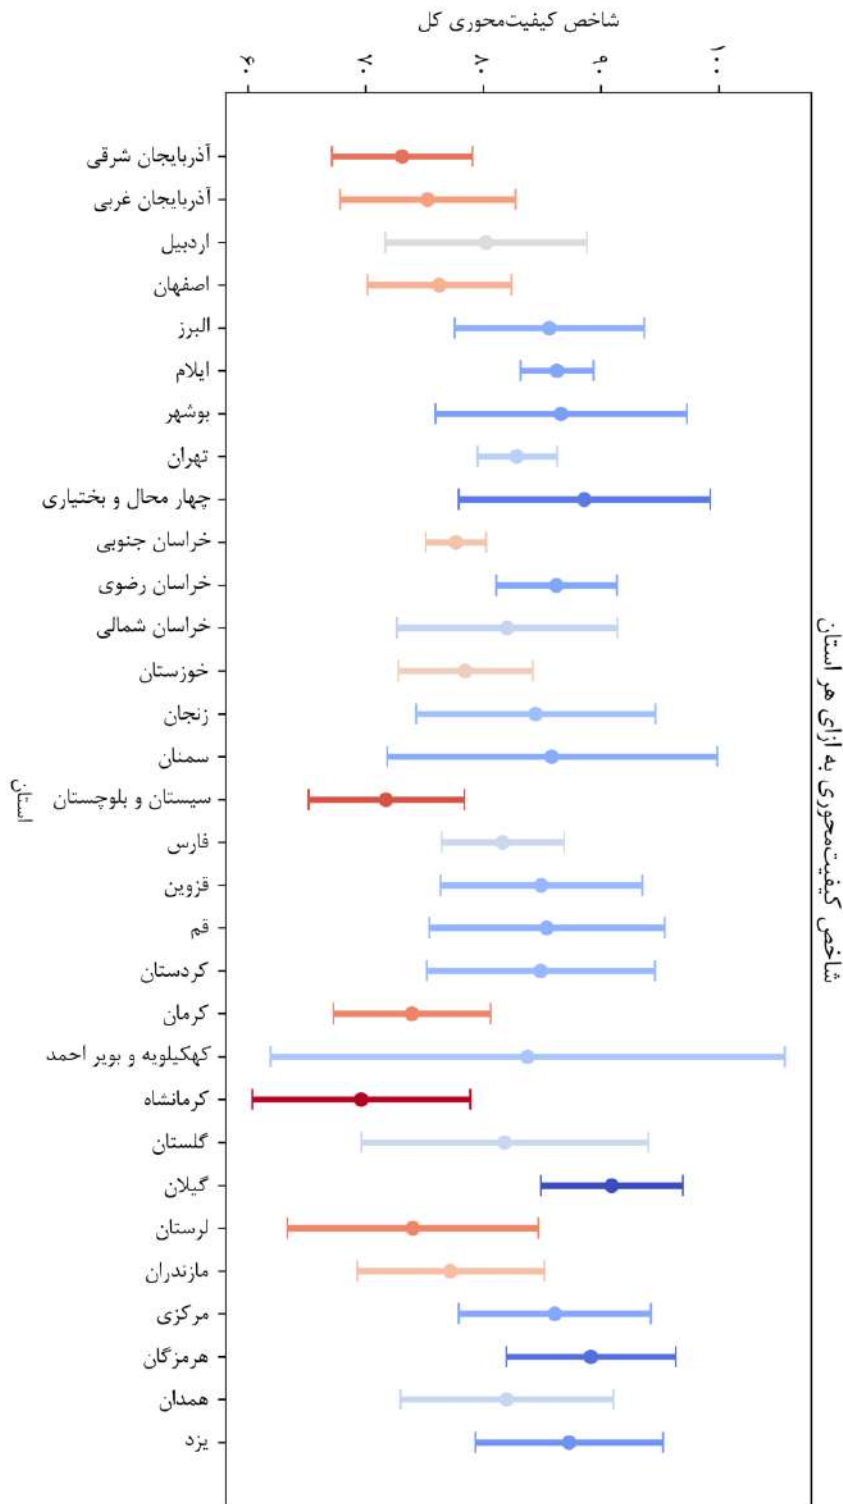 شاخص کیفیت‌محوری کل
۶۰
۷۰
۸۰
۹۰
۱۰۰
آذربایجان شرقی
آذربایجان غربی
اردبیل
اصفهان
البرز
ایلام
بوشهر
تهران
چهار محال و بختیاری
خراسان جنوبی
خراسان رضوی
خراسان شمالی
خوزستان
زنجان
سمنان
سیستان و بلوچستان
فارس
قزوین
قم
کردستان
کرمان
کهکیلویه و بویر احمد
کرمانشاه
گلستان
گیلان
لرستان
مازندران
مرکزی
هرمزگان
همدان
یزد
استان
شاخص کیفیت‌محوری به ازای هر استان